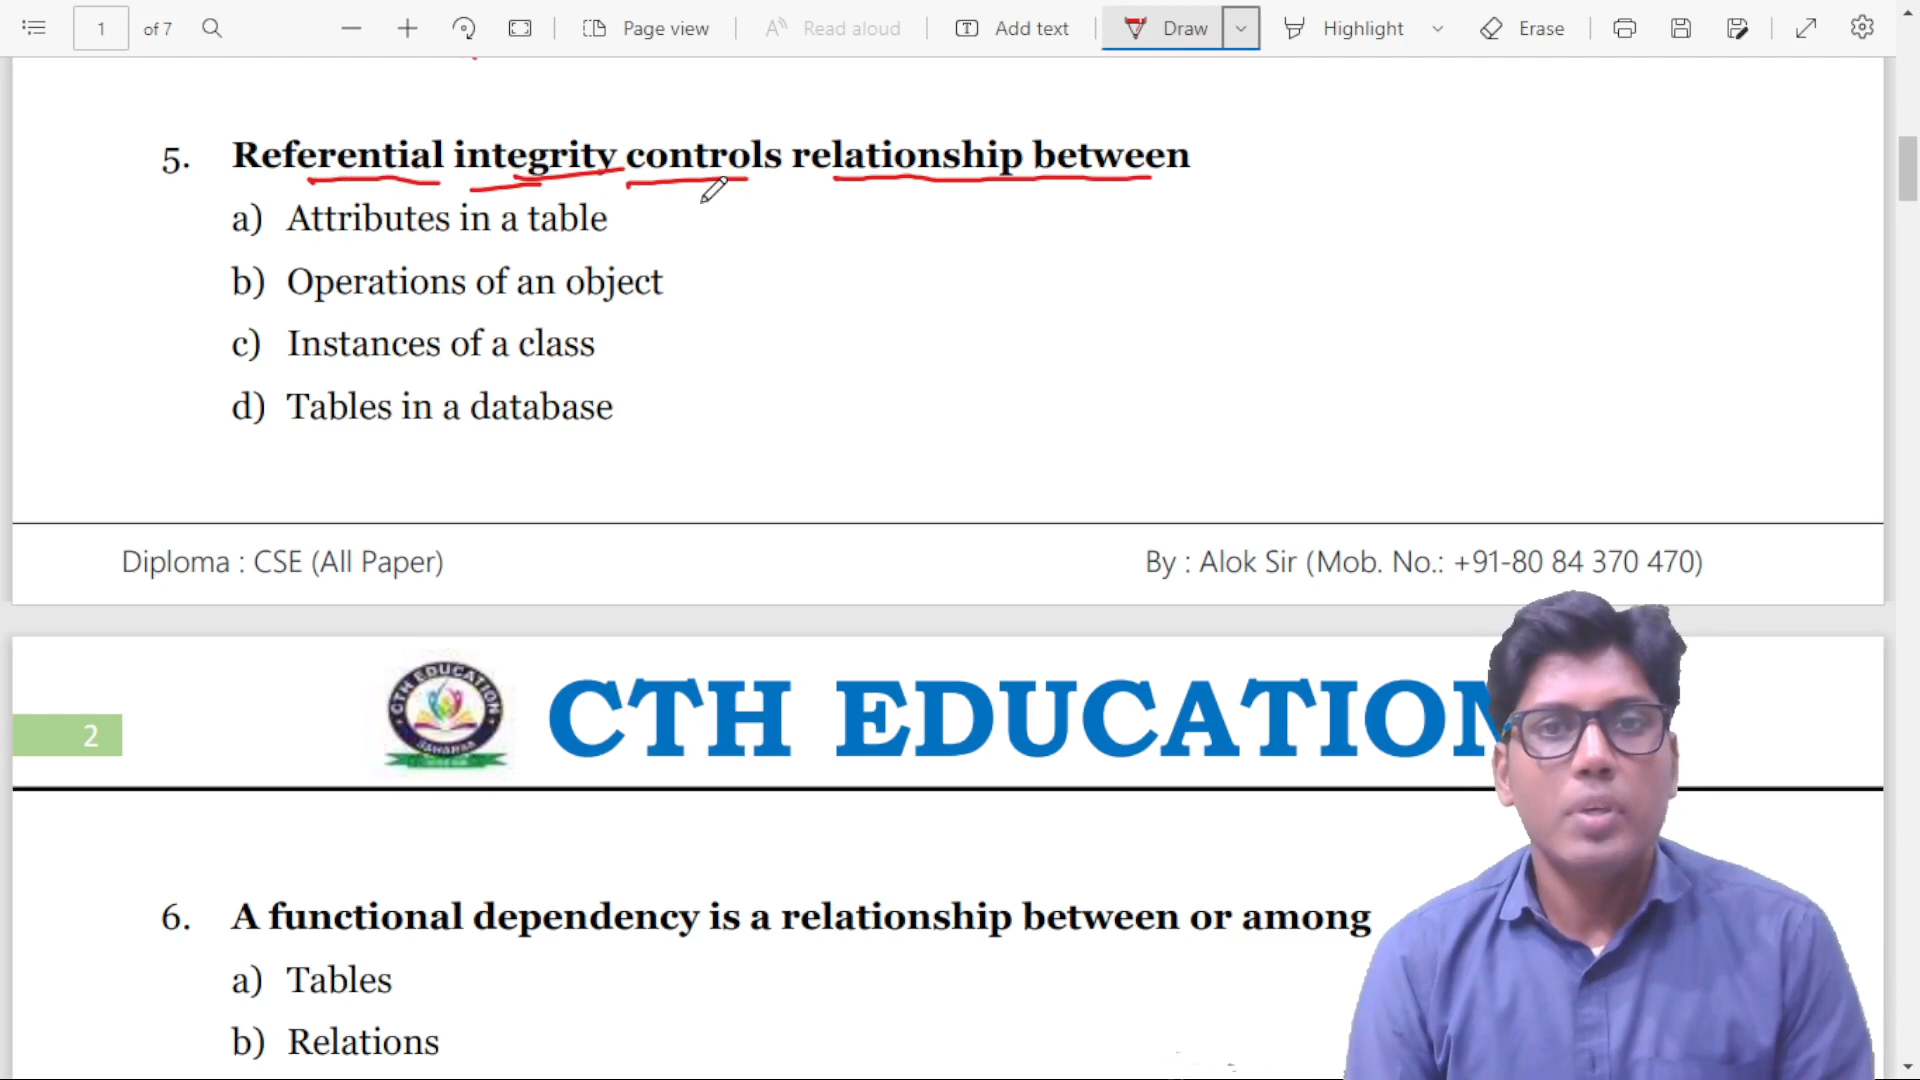 1 of 7 Page view Read aloud Add text Draw Highlight Erase
5. Referential integrity controls relationship between
a) Attributes in a table
b) Operations of an object
c) Instances of a class
d) Tables in a database
Diploma : CSE (All Paper) By : Alok Sir (Mob. No.: +91-80 84 370 470)
2
CTH EDUCATION
CTH EDUCATION
6. A functional dependency is a relationship between or among
a) Tables
b) Relations